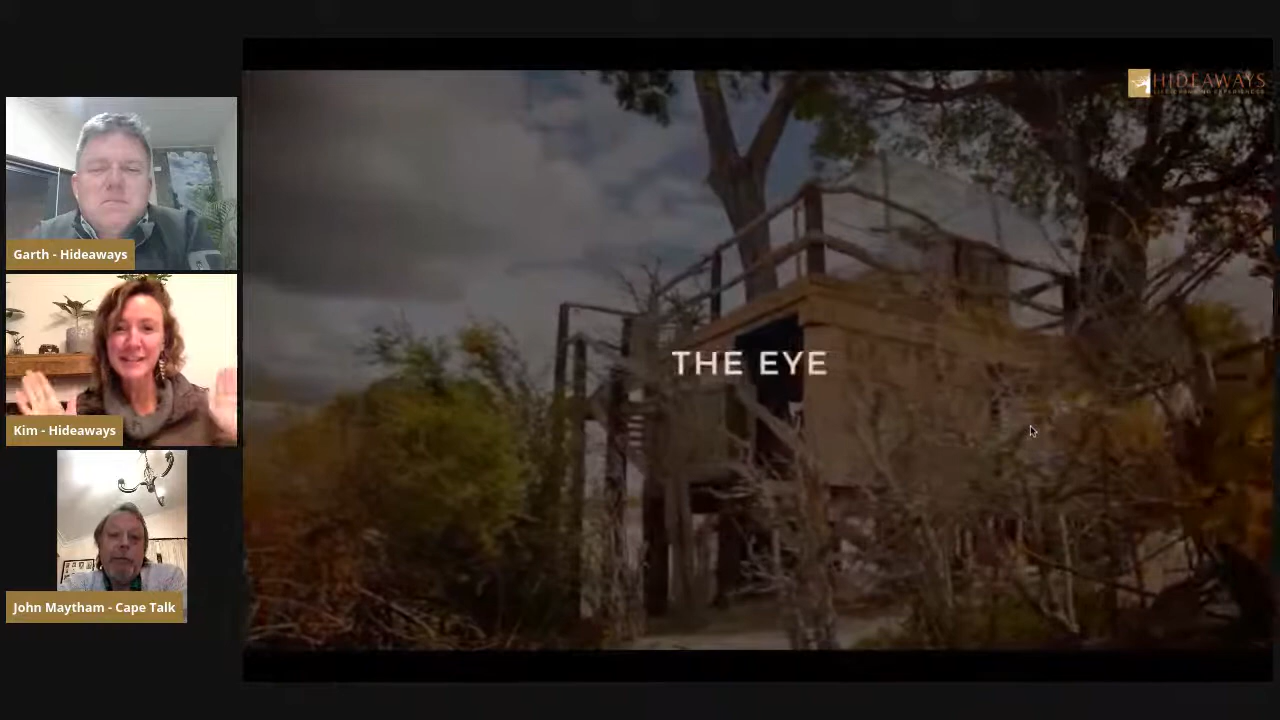 Garth - Hideaways
Kim - Hideaways
John Maytham - Cape Talk
THE EYE
HIDEAWAYS